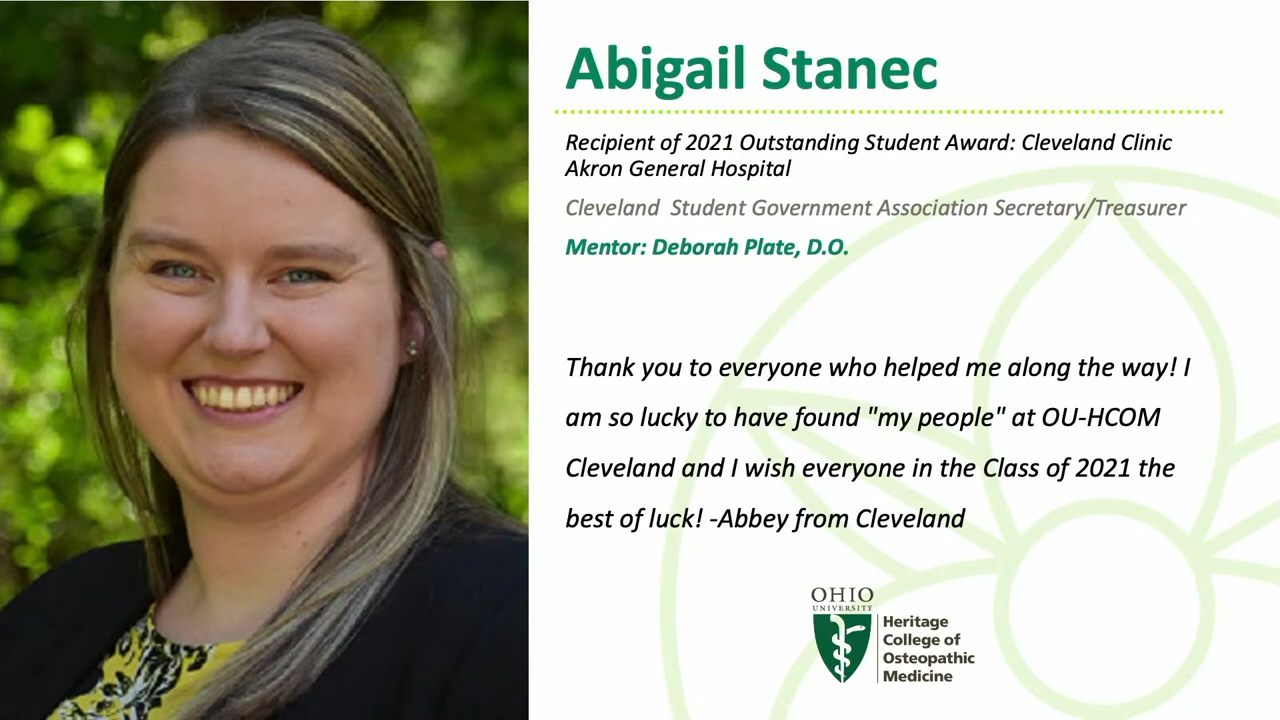 Abigail Stanec
Recipient of 2021 Outstanding Student Award: Cleveland Clinic
Akron General Hospital
Cleveland  Student Government Association Secretary/Treasurer
Mentor: Deborah Plate, D.O.
Thank you to everyone who helped me along the way! I
am so lucky to have found "my people" at OU-HCOM
Cleveland and I wish everyone in the Class of 2021 the
best of luck! -Abbey from Cleveland
OHIO
UNIVERSITY
Heritage
College of
Osteopathic
Medicine